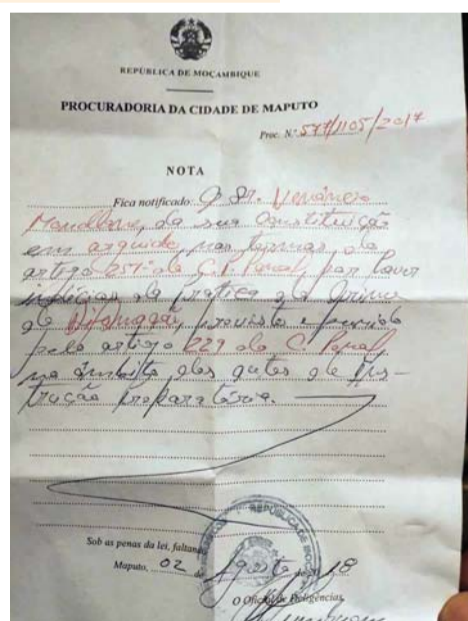 REPÚBLICA DE MOÇAMBIQUE
PROCURADORIA DA CIDADE DE MAPUTO
Proc. N.º 577/1105/2017
NOTA
Fica notificado: O Sr. Venâncio
Mondlane, da sua Constituição
em arguido, nos termos do
artigo 251º do C.P. Penal, por haver
indícios da prática do Crime
de Difamação, previsto e punido
pelo artigo 229 do C. Penal,
no âmbito dos autos de Ins-
trução preparatória.
Sob as penas da lei, faltando
Maputo, 02 de Agosto de 2018
O Oficial de Diligências,